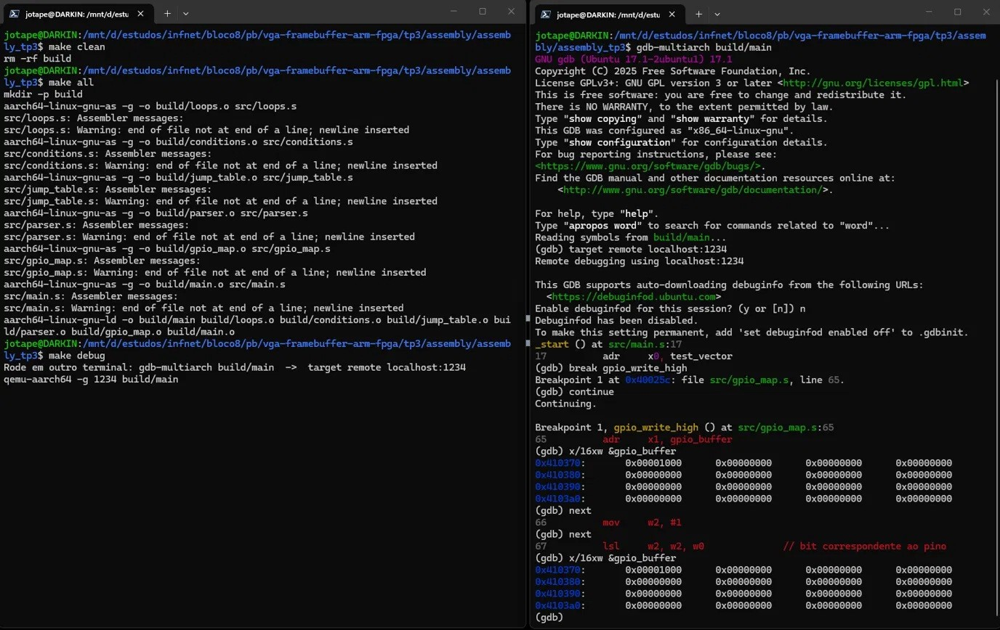 jotape@DARKIN: /mnt/d/estu
jotape@DARKIN:/mnt/d/estudos/infnet/bloco8/pb/vga-framebuffer-arm-fpga/tp3/assembly/assemb
ly_tp3$ make clean
rm -rf build
jotape@DARKIN:/mnt/d/estudos/infnet/bloco8/pb/vga-framebuffer-arm-fpga/tp3/assembly/assemb
ly_tp3$ make all
mkdir -p build
aarch64-linux-gnu-as -g -o build/loops.o src/loops.s
src/loops.s: Assembler messages:
src/loops.s: Warning: end of file not at end of a line; newline inserted
aarch64-linux-gnu-as -g -o build/conditions.o src/conditions.s
src/conditions.s: Assembler messages:
src/conditions.s: Warning: end of file not at end of a line; newline inserted
aarch64-linux-gnu-as -g -o build/jump_table.o src/jump_table.s
src/jump_table.s: Assembler messages:
src/jump_table.s: Warning: end of file not at end of a line; newline inserted
aarch64-linux-gnu-as -g -o build/parser.o src/parser.s
src/parser.s: Assembler messages:
src/parser.s: Warning: end of file not at end of a line; newline inserted
aarch64-linux-gnu-as -g -o build/gpio_map.o src/gpio_map.s
src/gpio_map.s: Assembler messages:
src/gpio_map.s: Warning: end of file not at end of a line; newline inserted
aarch64-linux-gnu-as -g -o build/main.o src/main.s
src/main.s: Assembler messages:
src/main.s: Warning: end of file not at end of a line; newline inserted
aarch64-linux-gnu-ld -o build/main build/loops.o build/conditions.o build/jump_table.o bui
ld/parser.o build/gpio_map.o build/main.o
jotape@DARKIN:/mnt/d/estudos/infnet/bloco8/pb/vga-framebuffer-arm-fpga/tp3/assembly/assemb
ly_tp3$ make debug
Rode em outro terminal: gdb-multiarch build/main  ->  target remote localhost:1234
qemu-aarch64 -g 1234 build/main
jotape@DARKIN: /mnt/d/estu
jotape@DARKIN:/mnt/d/estudos/infnet/bloco8/pb/vga-framebuffer-arm-fpga/tp3/assem
bly/assembly_tp3$ gdb-multiarch build/main
GNU gdb (Ubuntu 17.1-2ubuntu1) 17.1
Copyright (C) 2025 Free Software Foundation, Inc.
License GPLv3+: GNU GPL version 3 or later <http://gnu.org/licenses/gpl.html>
This is free software: you are free to change and redistribute it.
There is NO WARRANTY, to the extent permitted by law.
Type "show copying" and "show warranty" for details.
This GDB was configured as "x86_64-linux-gnu".
Type "show configuration" for configuration details.
For bug reporting instructions, please see:
<https://www.gnu.org/software/gdb/bugs/>.
Find the GDB manual and other documentation resources online at:
<http://www.gnu.org/software/gdb/documentation/>.
For help, type "help".
Type "apropos word" to search for commands related to "word"...
Reading symbols from build/main...
(gdb) target remote localhost:1234
Remote debugging using localhost:1234
This GDB supports auto-downloading debuginfo from the following URLs:
<https://debuginfod.ubuntu.com>
Enable debuginfod for this session? (y or [n]) n
Debuginfod has been disabled.
To make this setting permanent, add 'set debuginfod enabled off' to .gdbinit.
_start () at src/main.s:17
17 adr x0, test_vector
(gdb) break gpio_write_high
Breakpoint 1 at 0x40025c: file src/gpio_map.s, line 65.
(gdb) continue
Continuing.
Breakpoint 1, gpio_write_high () at src/gpio_map.s:65
65 adr x1, gpio_buffer
(gdb) x/16xw &gpio_buffer
0x410370: 0x00001000 0x00000000 0x00000000 0x00000000
0x410380: 0x00000000 0x00000000 0x00000000 0x00000000
0x410390: 0x00000000 0x00000000 0x00000000 0x00000000
0x4103a0: 0x00000000 0x00000000 0x00000000 0x00000000
(gdb) next
66 mov w2, #1
(gdb) next
67 lsl w2, w2, w0 // bit correspondente ao pino
(gdb) x/16xw &gpio_buffer
0x410370: 0x00001000 0x00000000 0x00000000 0x00000000
0x410380: 0x00000000 0x00000000 0x00000000 0x00000000
0x410390: 0x00000000 0x00000000 0x00000000 0x00000000
0x4103a0: 0x00000000 0x00000000 0x00000000 0x00000000
(gdb)